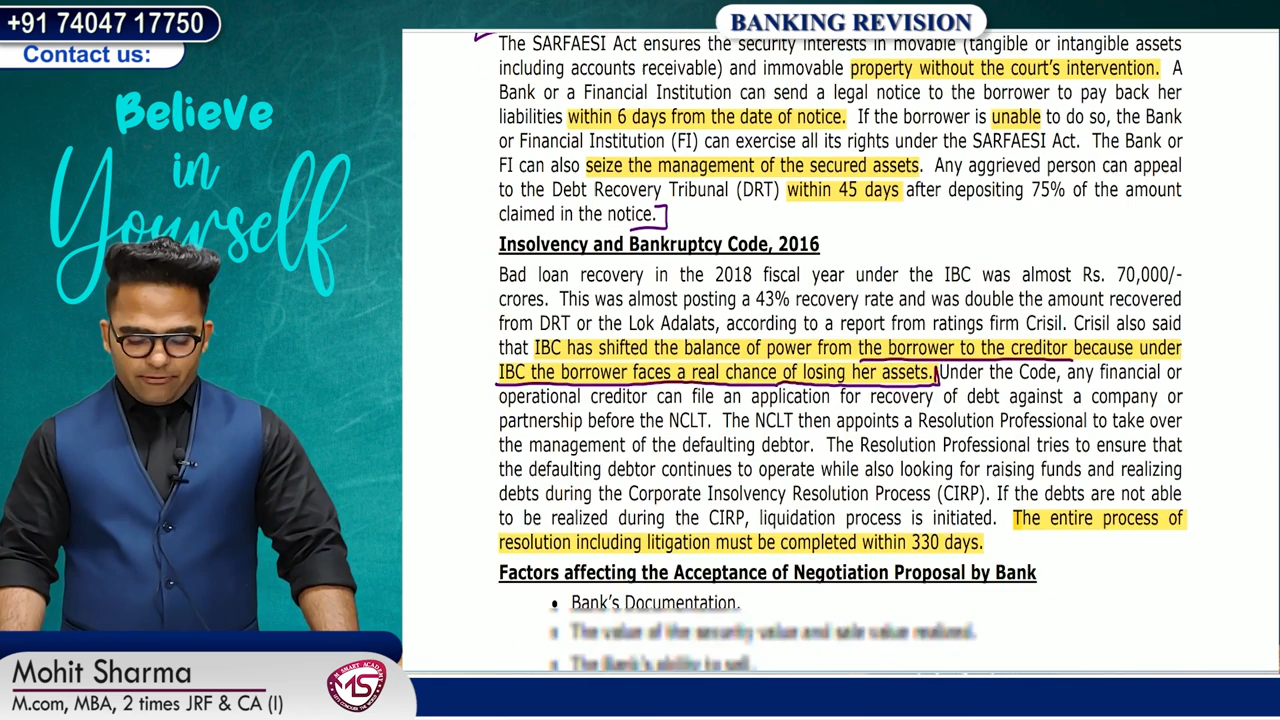 +91 74047 17750
Contact us:
BANKING REVISION
Believe
in
Yourself
The SARFAESI Act ensures the security interests in movable (tangible or intangible assets
including accounts receivable) and immovable property without the court's intervention. A
Bank or a Financial Institution can send a legal notice to the borrower to pay back her
liabilities within 6 days from the date of notice. If the borrower is unable to do so, the Bank
or Financial Institution (FI) can exercise all its rights under the SARFAESI Act. The Bank or
FI can also seize the management of the secured assets. Any aggrieved person can appeal
to the Debt Recovery Tribunal (DRT) within 45 days after depositing 75% of the amount
claimed in the notice.
Insolvency and Bankruptcy Code, 2016
Bad loan recovery in the 2018 fiscal year under the IBC was almost Rs. 70,000/-
crores. This was almost posting a 43% recovery rate and was double the amount recovered
from DRT or the Lok Adalats, according to a report from ratings firm Crisil. Crisil also said
that IBC has shifted the balance of power from the borrower to the creditor because under
IBC the borrower faces a real chance of losing her assets. Under the Code, any financial or
operational creditor can file an application for recovery of debt against a company or
partnership before the NCLT. The NCLT then appoints a Resolution Professional to take over
the management of the defaulting debtor. The Resolution Professional tries to ensure that
the defaulting debtor continues to operate while also looking for raising funds and realizing
debts during the Corporate Insolvency Resolution Process (CIRP). If the debts are not able
to be realized during the CIRP, liquidation process is initiated. The entire process of
resolution including litigation must be completed within 330 days.
Factors affecting the Acceptance of Negotiation Proposal by Bank
• Bank's Documentation.
• The value of the security value and sale value realized.
• The Bank's ability to sell.
Mohit Sharma
M.com, MBA, 2 times JRF & CA (I)
MS